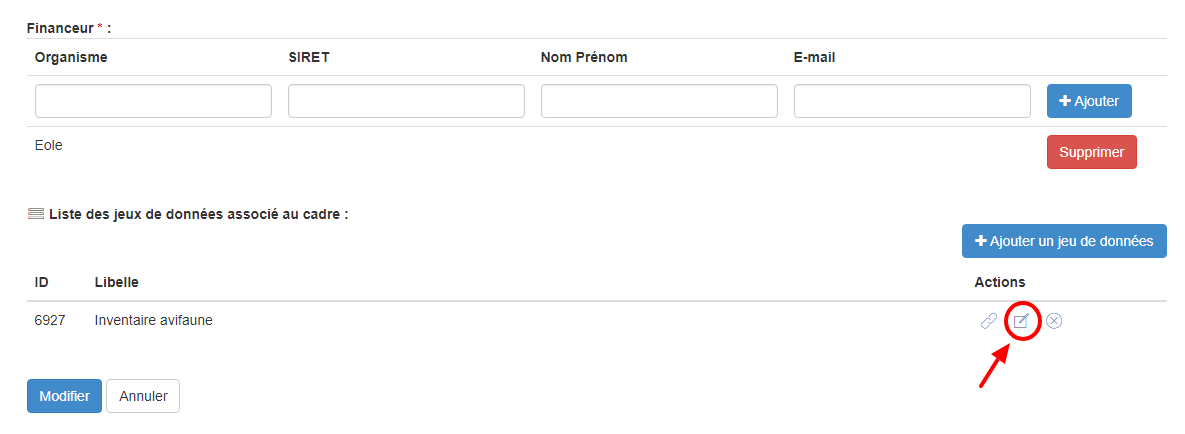 Financeur * :
Organisme SIRET Nom Prénom E-mail
+ Ajouter
Eole Supprimer
Liste des jeux de données associé au cadre :
+ Ajouter un jeu de données
ID Libelle Actions
6927 Inventaire avifaune
Modifier Annuler